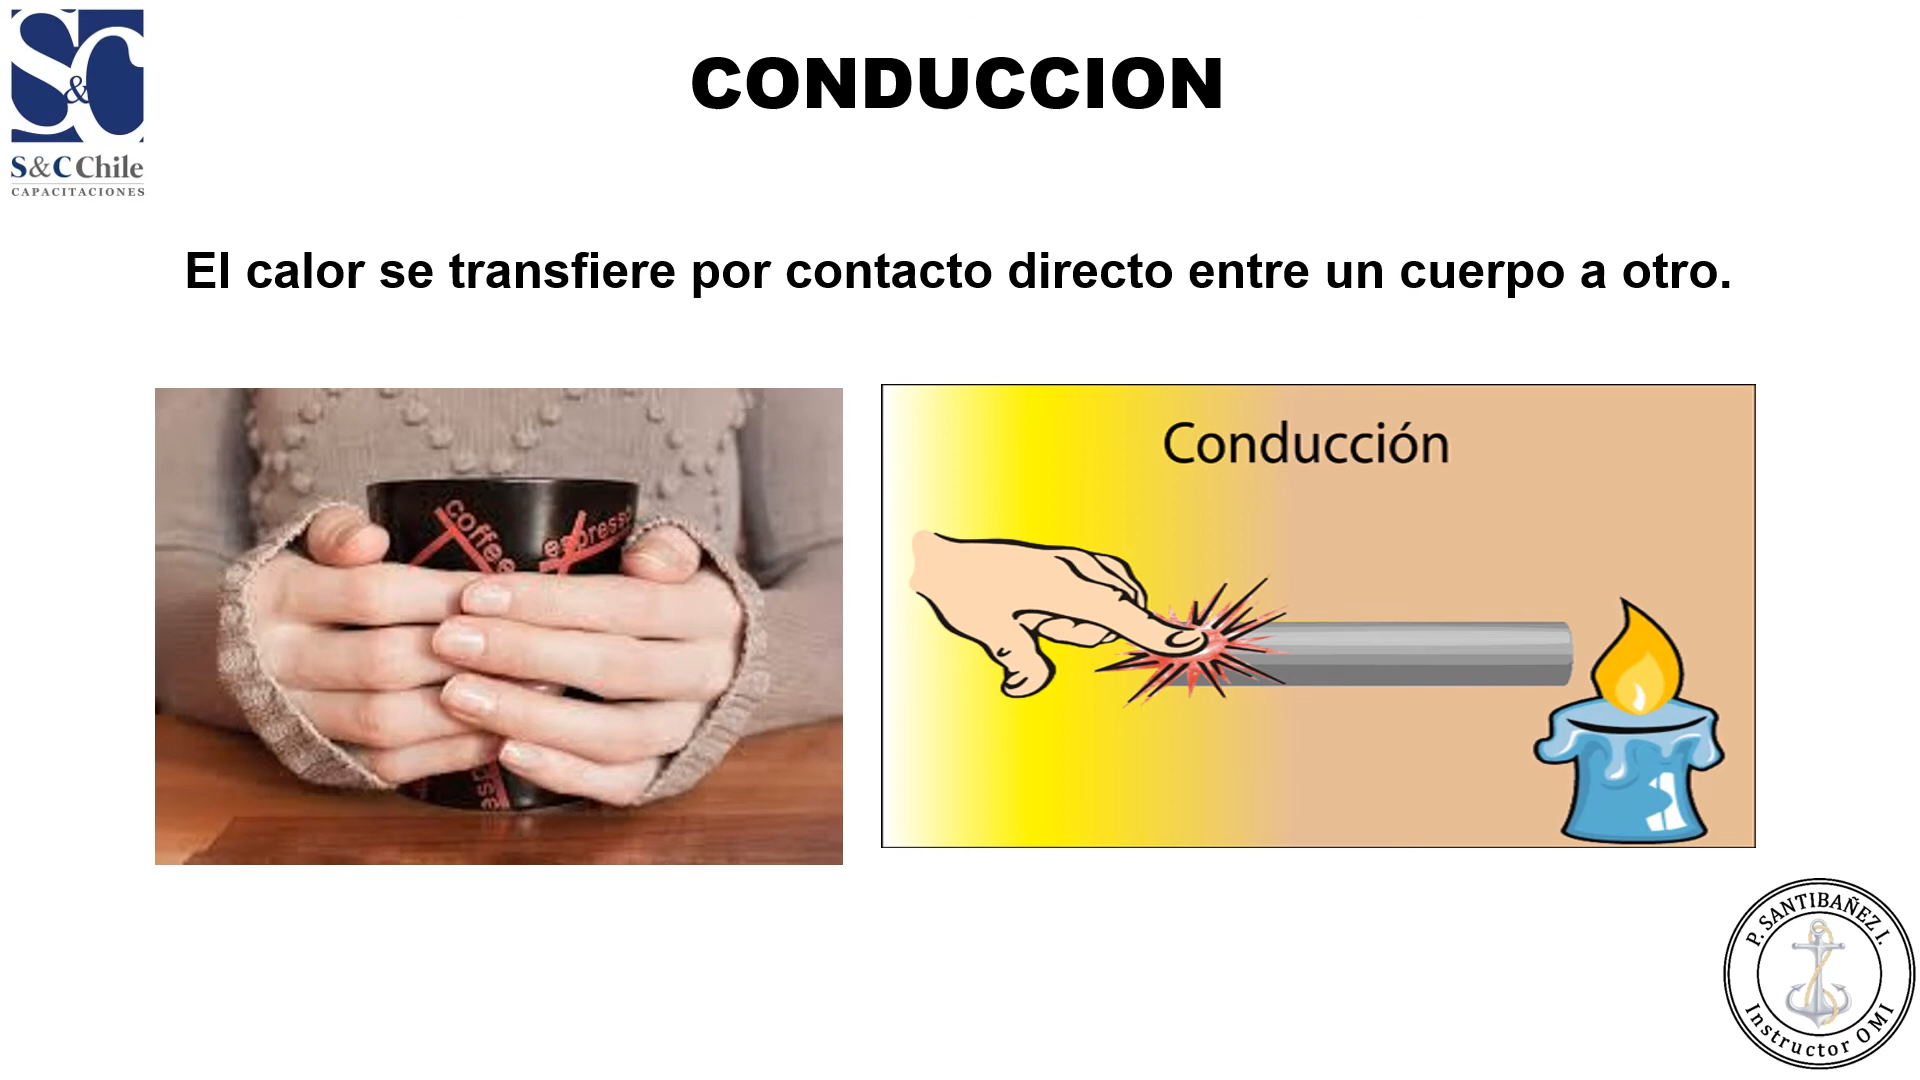 S&C
S&C Chile
CAPACITACIONES
CONDUCCION
El calor se transfiere por contacto directo entre un cuerpo a otro.
coffee
espresso
Conducción
P. SANTIBAÑEZ I.
Instructor OMI